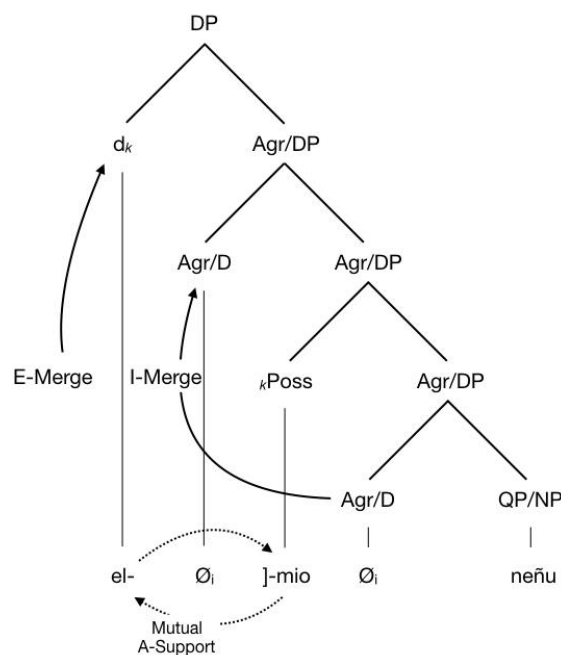 DP
dₖ Agr/DP
Agr/D Agr/DP
E-Merge I-Merge ₖPoss Agr/DP
Agr/D QP/NP
el- Øᵢ ]-mio Øᵢ neñu
Mutual
A-Support